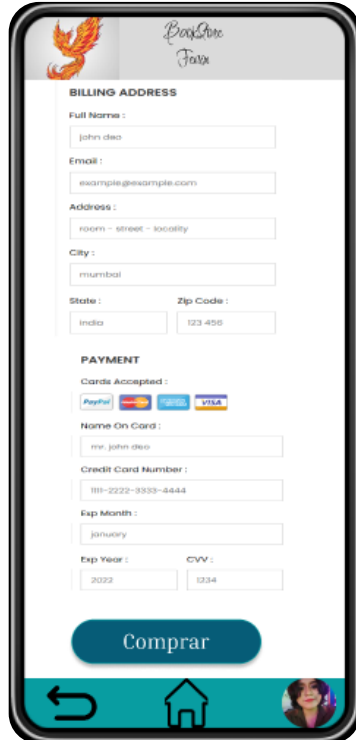 BookStore
Fenix
BILLING ADDRESS
Full Name :
john deo
Email :
example@example.com
Address :
room - street - locality
City :
mumbai
State :
Zip Code :
india
123 456
PAYMENT
Cards Accepted :
PayPal
VISA
Name On Card :
mr. john deo
Credit Card Number :
1111-2222-3333-4444
Exp Month :
january
Exp Year :
CVV :
2022
1234
Comprar